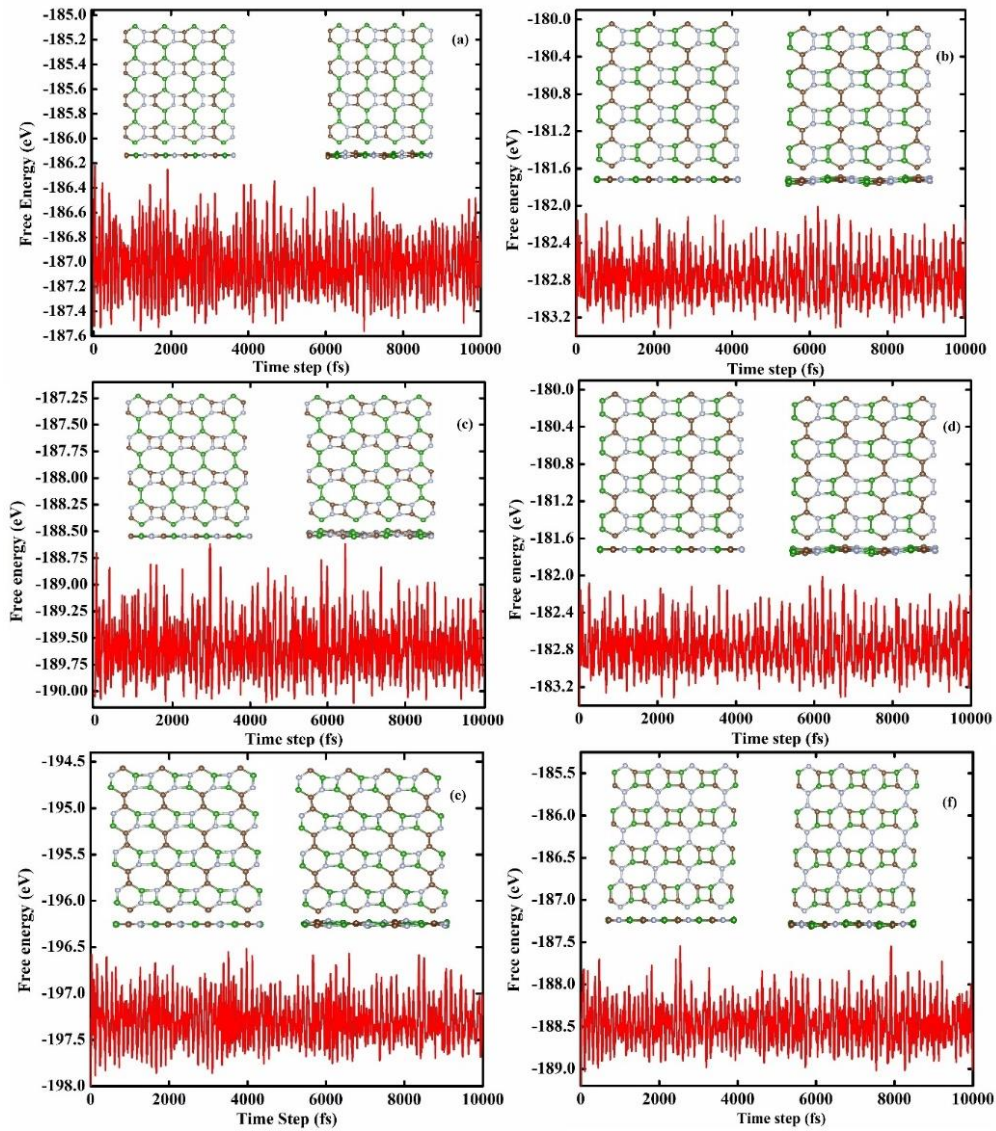 (a)
Free Energy (eV)
-185.0
-185.2
-185.4
-185.6
-185.8
-186.0
-186.2
-186.4
-186.6
-186.8
-187.0
-187.2
-187.4
-187.6
0 2000 4000 6000 8000 10000
Time step (fs)
(b)
Free energy (eV)
-180.0
-180.4
-180.8
-181.2
-181.6
-182.0
-182.4
-182.8
-183.2
0 2000 4000 6000 8000 10000
Time step (fs)
(c)
Free energy (eV)
-187.25
-187.50
-187.75
-188.00
-188.25
-188.50
-188.75
-189.00
-189.25
-189.50
-189.75
-190.00
0 2000 4000 6000 8000 10000
Time step (fs)
(d)
Free energy (eV)
-180.0
-180.4
-180.8
-181.2
-181.6
-182.0
-182.4
-182.8
-183.2
0 2000 4000 6000 8000 10000
Time step (fs)
(e)
Free energy (eV)
-194.5
-195.0
-195.5
-196.0
-196.5
-197.0
-197.5
-198.0
0 2000 4000 6000 8000 10000
Time Step (fs)
(f)
Free energy (eV)
-185.5
-186.0
-186.5
-187.0
-187.5
-188.0
-188.5
-189.0
0 2000 4000 6000 8000 10000
Time step (fs)